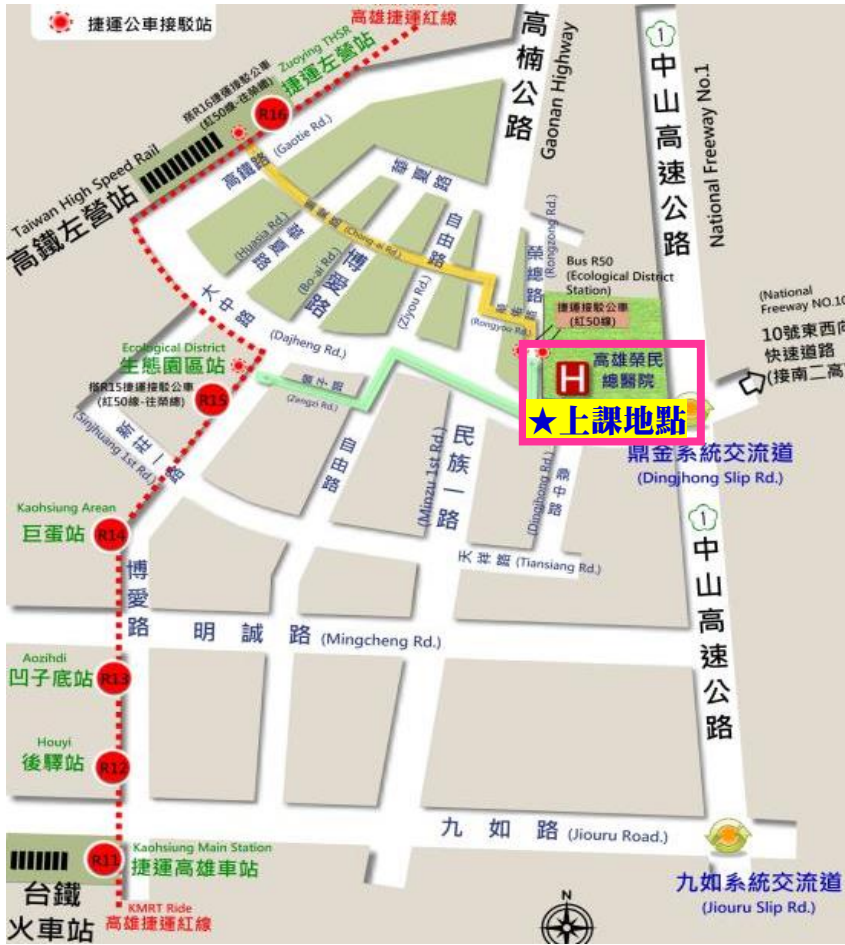 捷運公車接駁站
高雄捷運紅線
Zuoying THSR
捷運左營站
搭R16捷運接駁公車
(紅50線-往榮總)
R16
Taiwan High Speed Rail
高鐵左營站
高鐵路 (Gaotie Rd.)
高楠公路
Gaonan Highway
1
中山高速公路
National Freeway No.1
華夏路
(Huasia Rd.)
華夏路
(Chong-ai Rd.)
自由路
(Ziyou Rd.)
博愛路
(Bo-ai Rd.)
大中路
(Dajheng Rd.)
榮總路
(Rongzong Rd.)
(Rongyou Rd.)
Bus R50
(Ecological District
Station)
捷運接駁公車
(紅50線)
H
高雄榮民
總醫院
★上課地點
(National
Freeway NO.10
10號東西向
快速道路
(接南二高
鼎金系統交流道
(Dingjhong Slip Rd.)
Ecological District
生態園區站
搭R15捷運接駁公車
(紅50線-往榮總)
R15
(Zengzi Rd.)
新莊一路
(Sinjhuang 1st Rd.)
自由路
民族一路
(Minzu 1st Rd.)
鼎中路
(Dingjhong Rd.)
天祥路 (Tiansiang Rd.)
Kaohsiung Arean
巨蛋站
R14
博愛路
明誠路 (Mingcheng Rd.)
1
中山高速公路
Aozihdi
凹子底站
R13
Houyi
後驛站
R12
九如路 (Jiouru Road.)
R11
Kaohsiung Main Station
捷運高雄車站
台鐵
火車站
KMRT Ride
高雄捷運紅線
N
九如系統交流道
(Jiouru Slip Rd.)